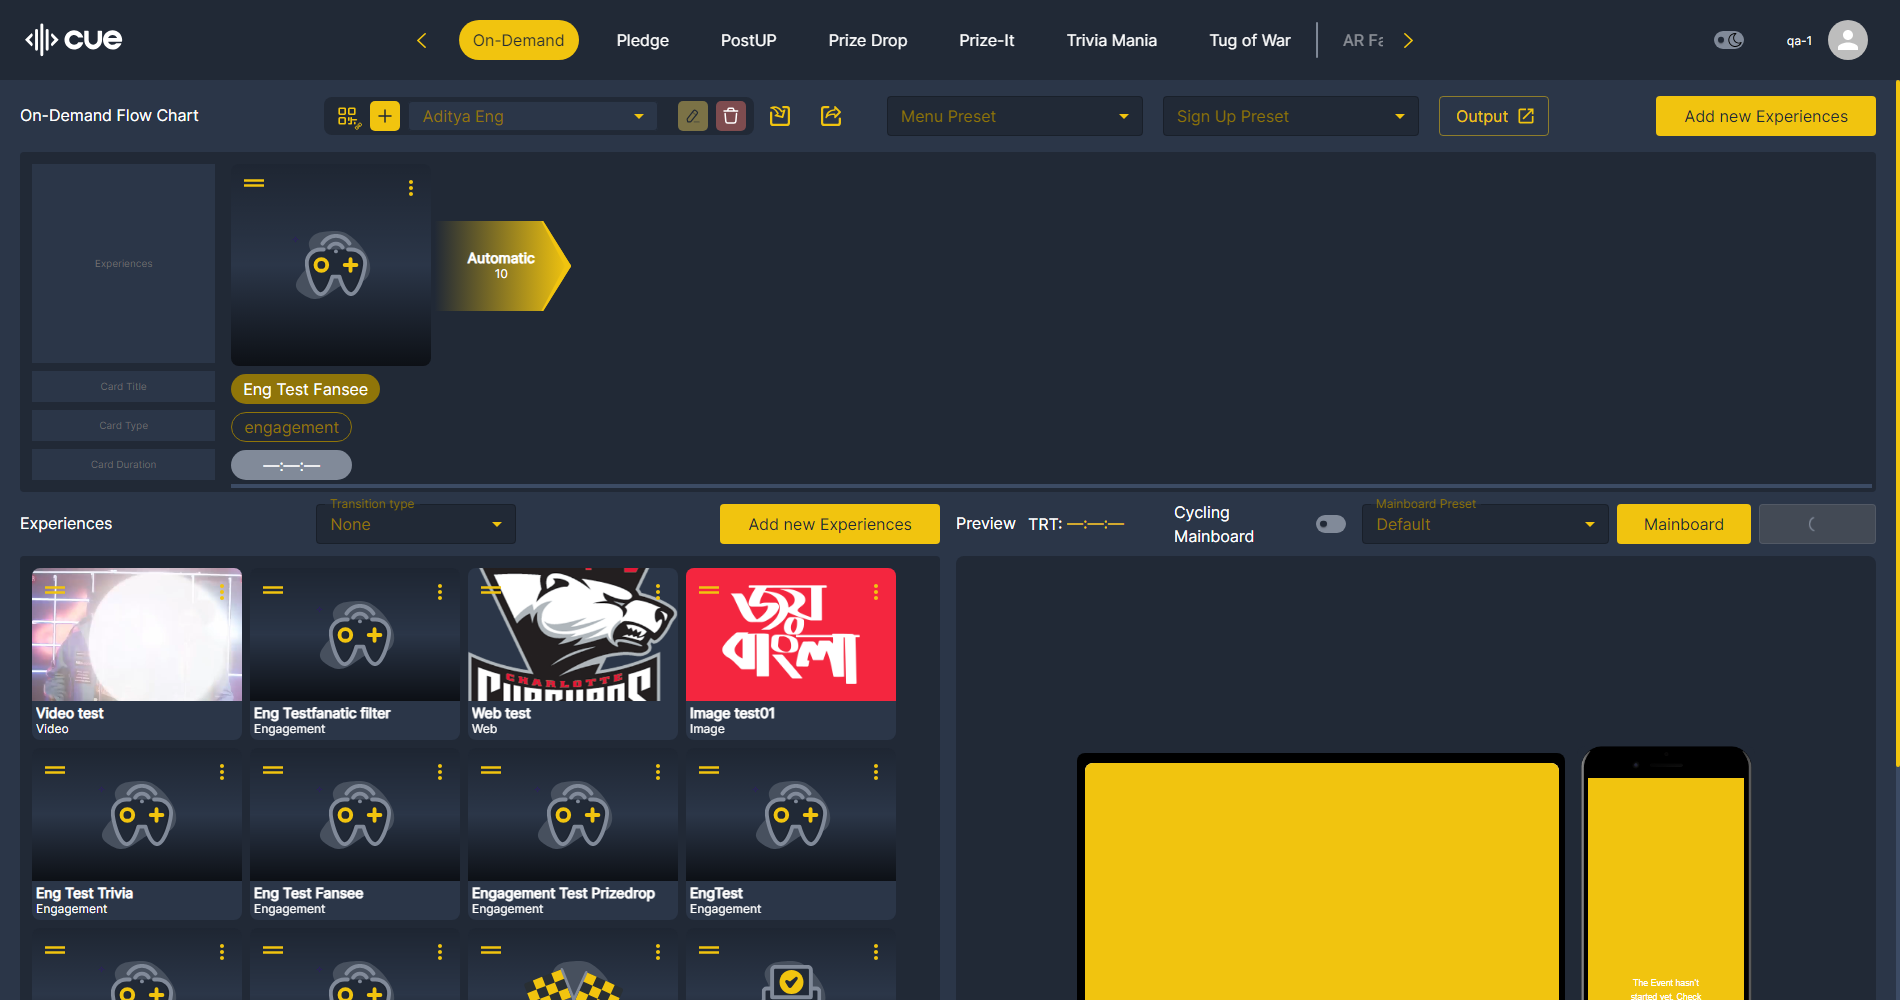 cue
On-Demand
Pledge
PostUP
Prize Drop
Prize-It
Trivia Mania
Tug of War
AR Fa
qa-1
On-Demand Flow Chart
Aditya Eng
Menu Preset
Sign Up Preset
Output
Add new Experiences
Experiences
Automatic
10
Card Title
Eng Test Fansee
Card Type
engagement
Card Duration
—:—:—
Experiences
Transition type
None
Add new Experiences
Preview
TRT: —:—:—
Cycling
Mainboard
Mainboard Preset
Default
Mainboard
CHARLOTTE
জয়
বাংলা
Video test
Video
Eng Testfanatic filter
Engagement
Web test
Web
Image test01
Image
Eng Test Trivia
Engagement
Eng Test Fansee
Engagement
Engagement Test Prizedrop
Engagement
EngTest
Engagement
The Event hasn't
started yet. Check